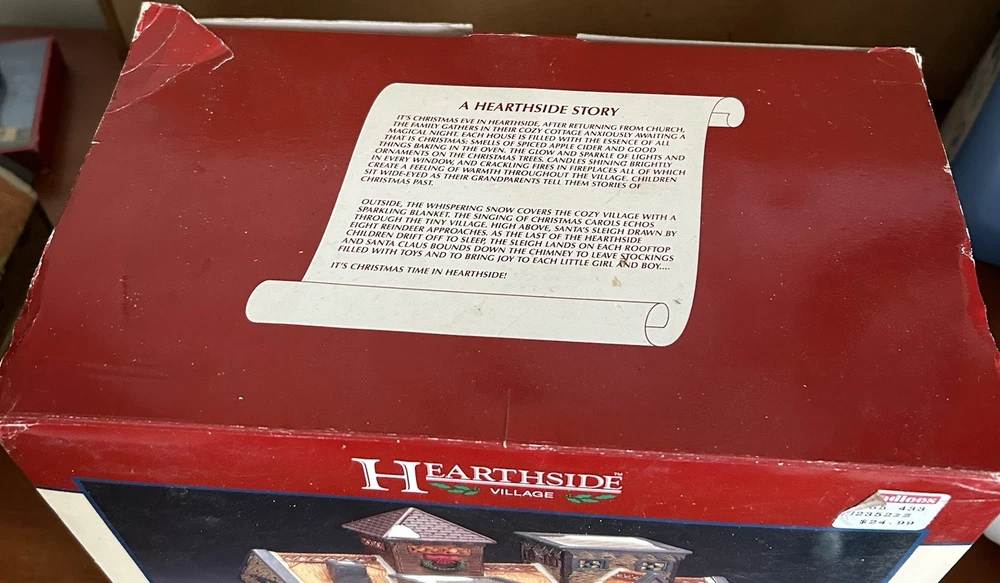 A HEARTHSIDE STORY
IT'S CHRISTMAS EVE IN HEARTHSIDE, AFTER RETURNING FROM CHURCH,
THE FAMILY GATHERS IN THEIR COZY COTTAGE ANXIOUSLY AWAITING A
MAGICAL NIGHT. EACH HOUSE IS FILLED WITH THE ESSENCE OF ALL
THAT IS CHRISTMAS; SMELLS OF SPICED APPLE CIDER AND GOOD
THINGS BAKING IN THE OVEN. THE GLOW AND SPARKLE OF LIGHTS AND
ORNAMENTS ON THE CHRISTMAS TREES. CANDLES SHINING BRIGHTLY
IN EVERY WINDOW, AND CRACKLING FIRES IN FIREPLACES ALL OF WHICH
CREATE A FEELING OF WARMTH THROUGHOUT THE VILLAGE. CHILDREN
SIT WIDE-EYED AS THEIR GRANDPARENTS TELL THEM STORIES OF
CHRISTMAS PAST.
OUTSIDE, THE WHISPERING SNOW COVERS THE COZY VILLAGE WITH A
SPARKLING BLANKET. THE SINGING OF CHRISTMAS CAROLS ECHOS
THROUGH THE TINY VILLAGE. HIGH ABOVE, SANTA'S SLEIGH DRAWN BY
EIGHT REINDEER APPROACHES. AS THE LAST OF THE HEARTHSIDE
CHILDREN DRIFT OFF TO SLEEP, THE SLEIGH LANDS ON EACH ROOFTOP
AND SANTA CLAUS BOUNDS DOWN THE CHIMNEY TO LEAVE STOCKINGS
FILLED WITH TOYS AND TO BRING JOY TO EACH LITTLE GIRL AND BOY....
IT'S CHRISTMAS TIME IN HEARTHSIDE!
HEARTHSIDE™
VILLAGE
433
$24.99